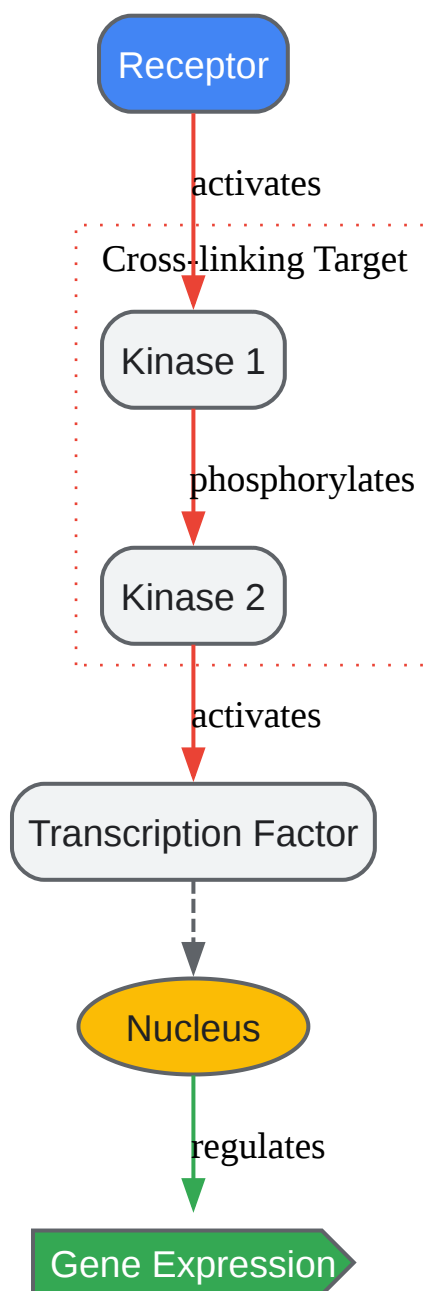 Receptor
activates
Cross-linking Target
Kinase 1
phosphorylates
Kinase 2
activates
Transcription Factor
Nucleus
regulates
Gene Expression